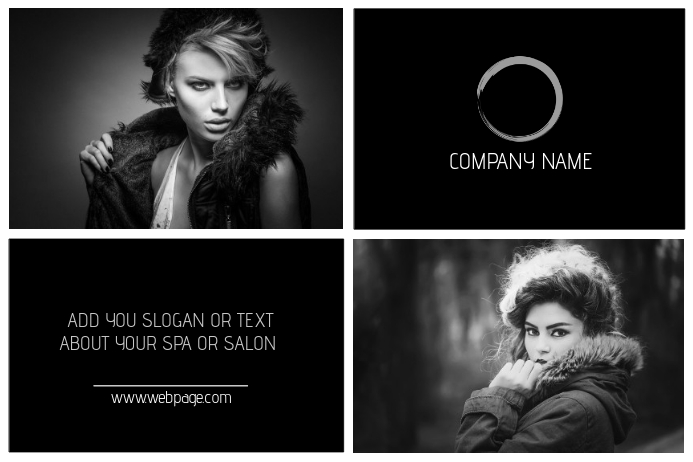 COMPANY NAME
ADD YOU SLOGAN OR TEXT
ABOUT YOUR SPA OR SALON
www.webpage.com